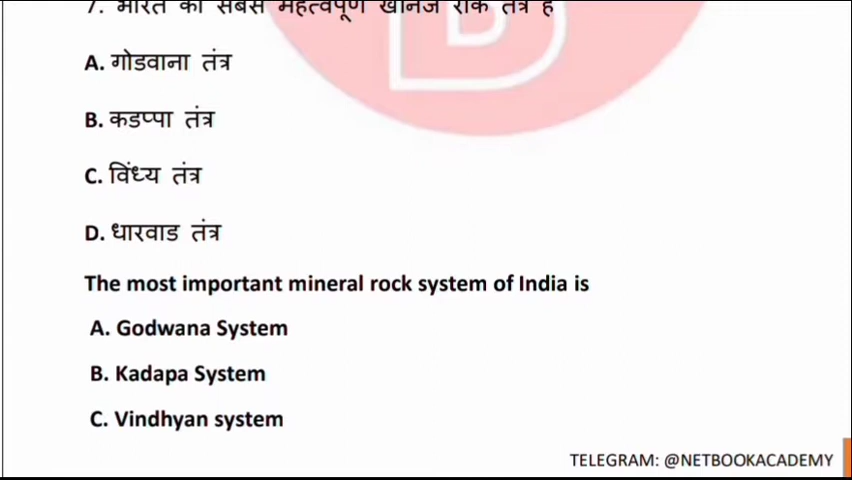 7. भारत का सबसे महत्वपूर्ण खनिज रॉक तंत्र है
A. गोडवाना तंत्र
B. कडप्पा तंत्र
C. विंध्य तंत्र
D. धारवाड तंत्र
The most important mineral rock system of India is
A. Godwana System
B. Kadapa System
C. Vindhyan system
TELEGRAM: @NETBOOKACADEMY